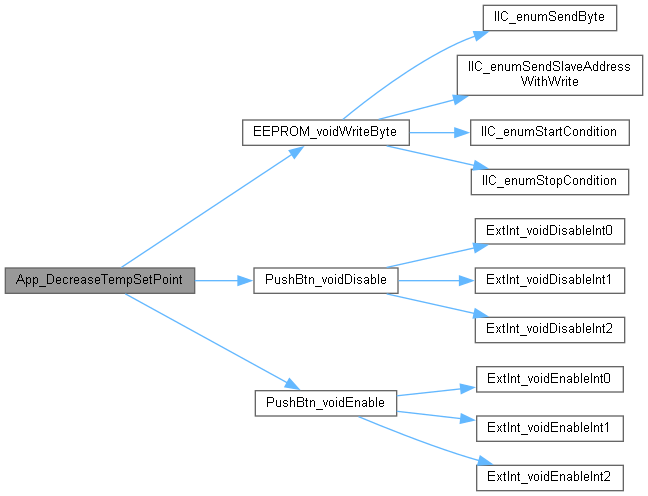 App_DecreaseTempSetPoint
EEPROM_voidWriteByte
IIC_enumSendByte
IIC_enumSendSlaveAddress
WithWrite
IIC_enumStartCondition
IIC_enumStopCondition
PushBtn_voidDisable
ExtInt_voidDisableInt0
ExtInt_voidDisableInt1
ExtInt_voidDisableInt2
PushBtn_voidEnable
ExtInt_voidEnableInt0
ExtInt_voidEnableInt1
ExtInt_voidEnableInt2